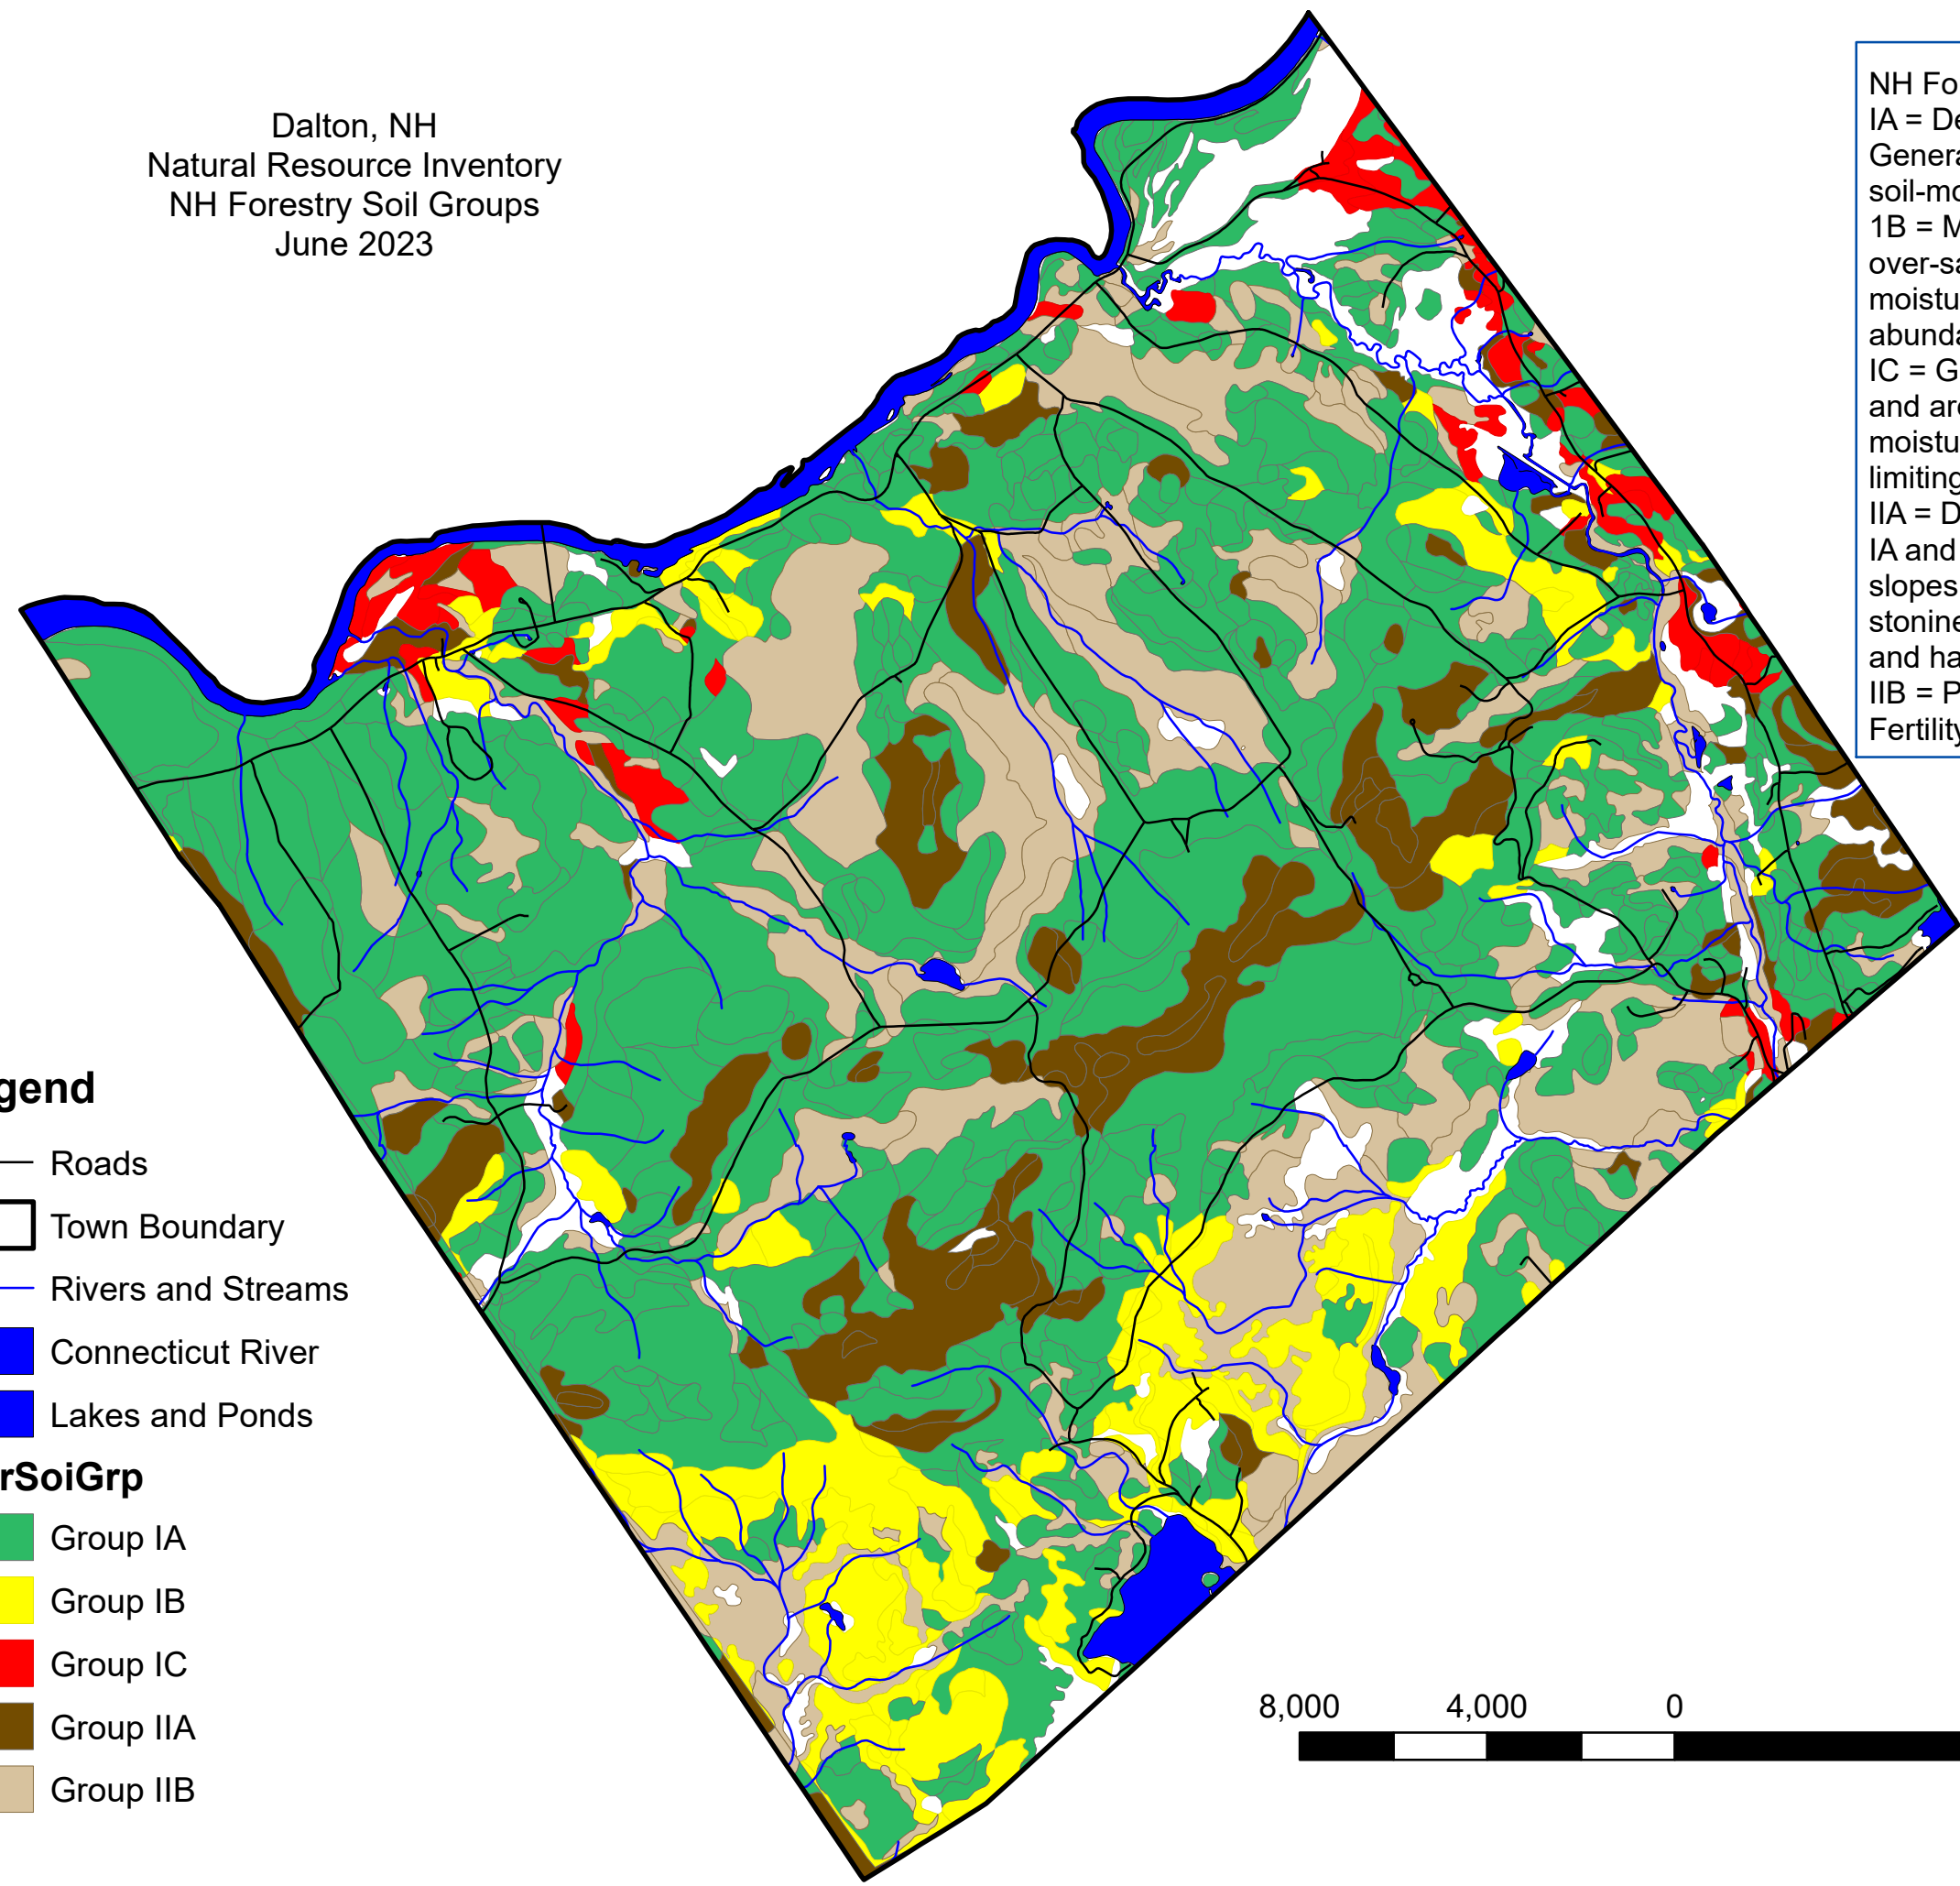 Dalton, NH
Natural Resource Inventory
NH Forestry Soil Groups
June 2023
NH Fo
IA = De
Genera
soil-mo
1B = M
over-sa
moistu
abunda
IC = G
and are
moistu
limiting
IIA = D
IA and
slopes
stonine
and ha
IIB = P
Fertility
gend
Roads
Town Boundary
Rivers and Streams
Connecticut River
Lakes and Ponds
rSoiGrp
Group IA
Group IB
Group IC
Group IIA
Group IIB
8,000 4,000 0